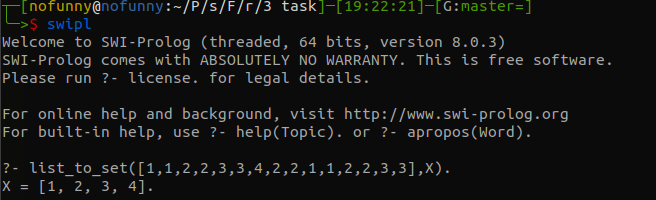 [nofunny@nofunny:~/P/s/F/r/3 task]-[19:22:21]-[G:master=]
>$ swipl
Welcome to SWI-Prolog (threaded, 64 bits, version 8.0.3)
SWI-Prolog comes with ABSOLUTELY NO WARRANTY. This is free software.
Please run ?- license. for legal details.
For online help and background, visit http://www.swi-prolog.org
For built-in help, use ?- help(Topic). or ?- apropos(Word).
?- list_to_set([1,1,2,2,3,3,4,2,2,1,1,2,2,3,3],X).
X = [1, 2, 3, 4].